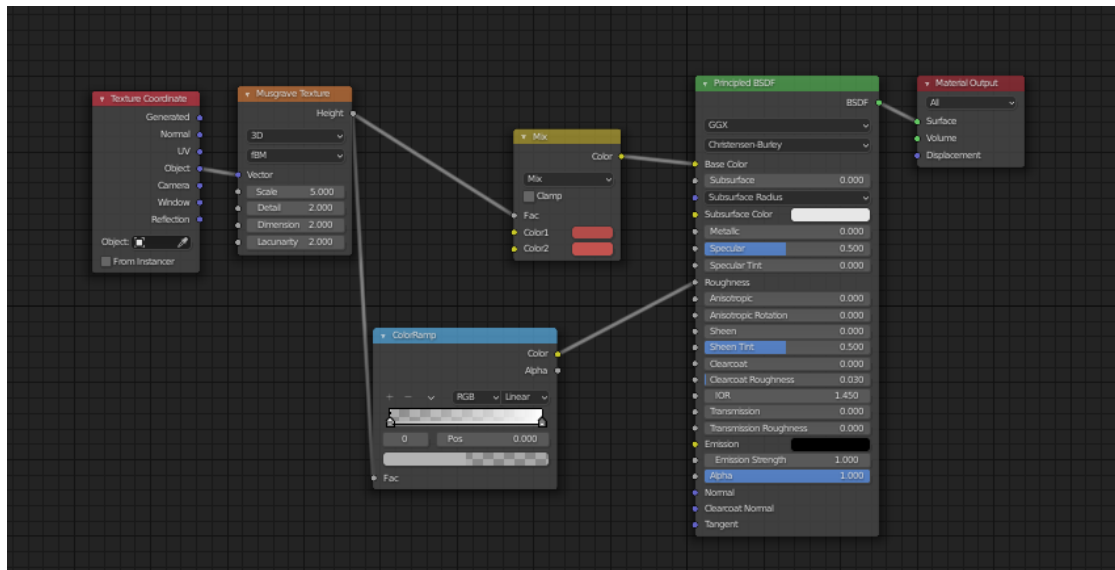 Texture Coordinate
Generated
Normal
UV
Object
Camera
Window
Reflection
Object:
From Instancer
Musgrave Texture
Height
3D
fBM
Vector
Scale 5.000
Detail 2.000
Dimension 2.000
Lacunarity 2.000
Mix
Color
Mix
Clamp
Fac
Color1
Color2
ColorRamp
Color
Alpha
RGB Linear
0 Pos 0.000
Fac
Principled BSDF
BSDF
GGX
Christensen-Burley
Base Color
Subsurface 0.000
Subsurface Radius
Subsurface Color
Metallic 0.000
Specular 0.500
Specular Tint 0.000
Roughness
Anisotropic 0.000
Anisotropic Rotation 0.000
Sheen 0.000
Sheen Tint 0.500
Clearcoat 0.000
Clearcoat Roughness 0.030
IOR 1.450
Transmission 0.000
Transmission Roughness 0.000
Emission
Emission Strength 1.000
Alpha 1.000
Normal
Clearcoat Normal
Tangent
Material Output
All
Surface
Volume
Displacement